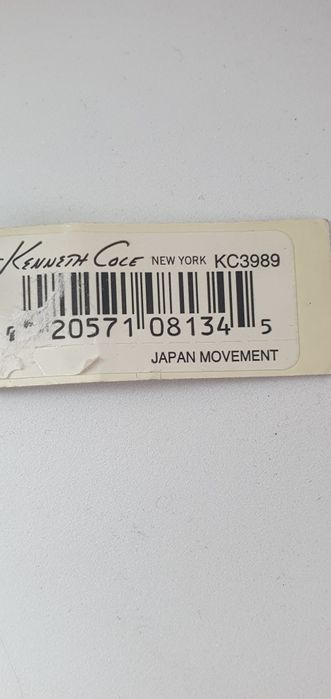 KENNETH COLE NEW YORK KC3989
20571 08134 5
JAPAN MOVEMENT